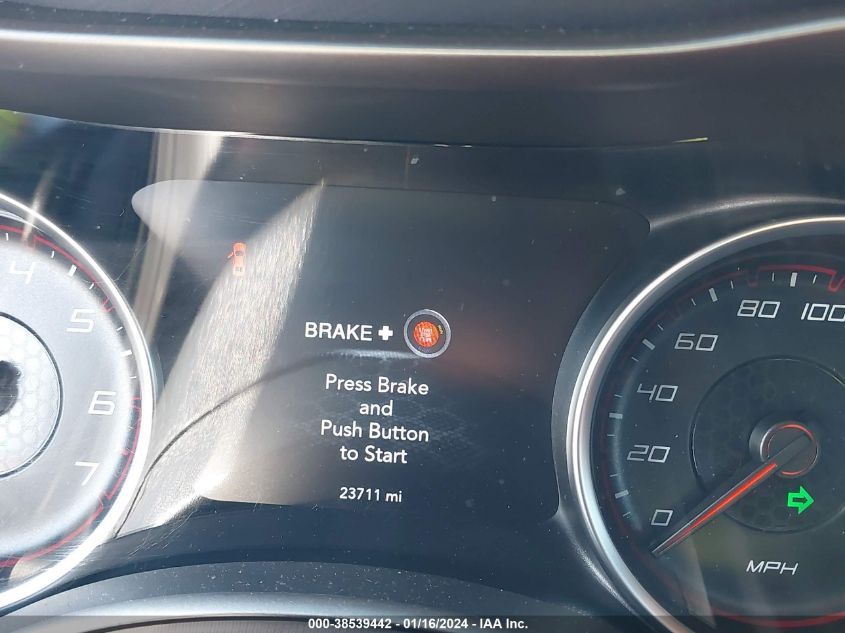 4
5
6
7
BRAKE +
Press Brake
and
Push Button
to Start
23711 mi
0
20
40
60
80
100
MPH
000-38539442 - 01/16/2024 - IAA Inc.